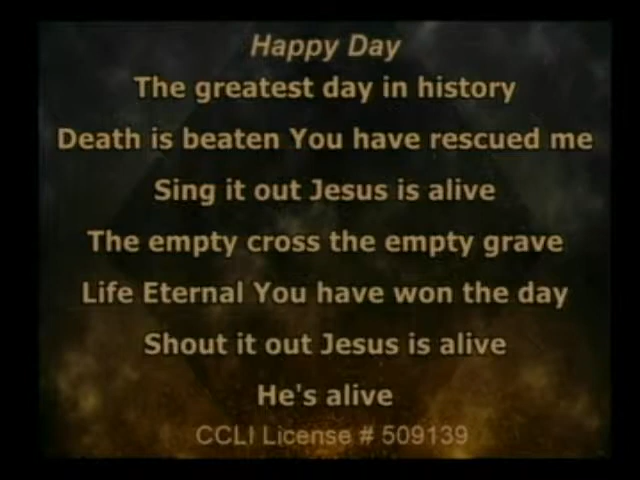 Happy Day
The greatest day in history
Death is beaten You have rescued me
Sing it out Jesus is alive
The empty cross the empty grave
Life Eternal You have won the day
Shout it out Jesus is alive
He's alive
CCLI License # 509139